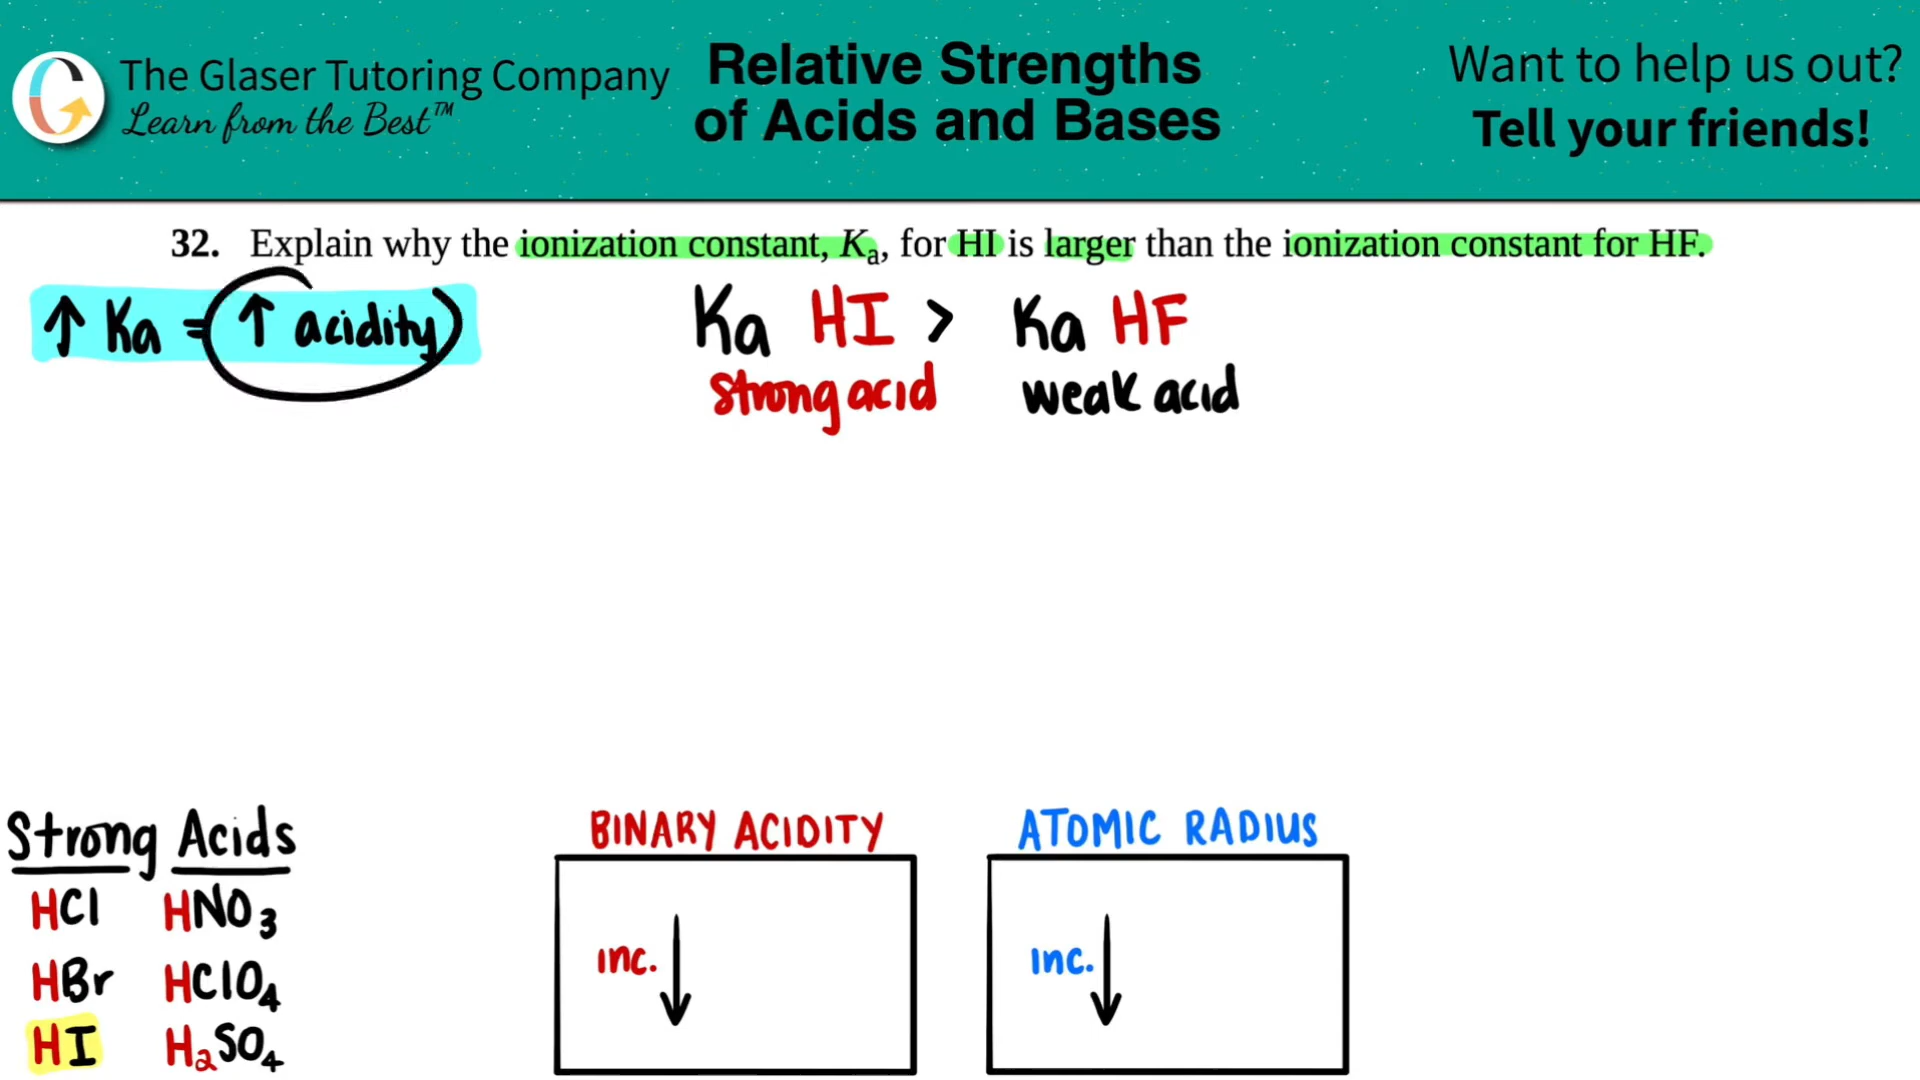 The Glaser Tutoring Company
Learn from the Best™
Relative Strengths
of Acids and Bases
Want to help us out?
Tell your friends!
32. Explain why the ionization constant, Kₐ, for HI is larger than the ionization constant for HF.
↑ Ka = ↑ acidity
Ka HI > Ka HF
strong acid weak acid
Strong Acids
HCl HNO₃
HBr HClO₄
HI H₂SO₄
BINARY ACIDITY
inc. ↓
ATOMIC RADIUS
inc. ↓